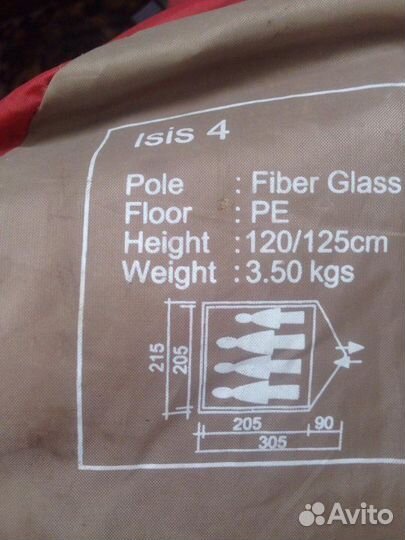 Isis 4
Pole : Fiber Glass
Floor : PE
Height : 120/125cm
Weight : 3.50 kgs
215
205
205
90
305
Avito